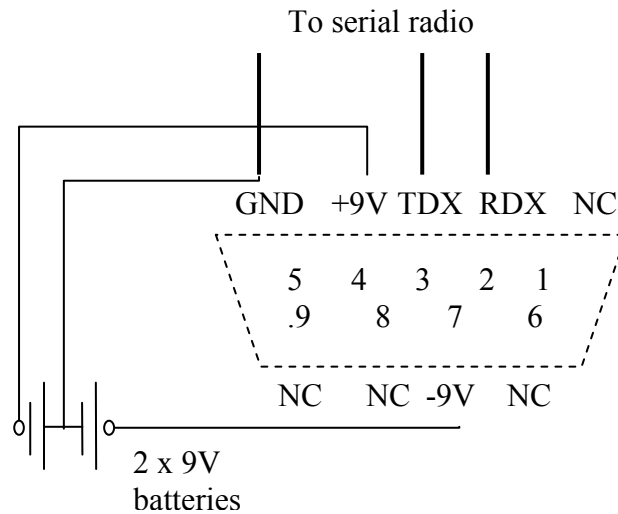 To serial radio
GND +9V TDX RDX NC
5 4 3 2 1
.9 8 7 6
NC NC -9V NC
2 x 9V
batteries